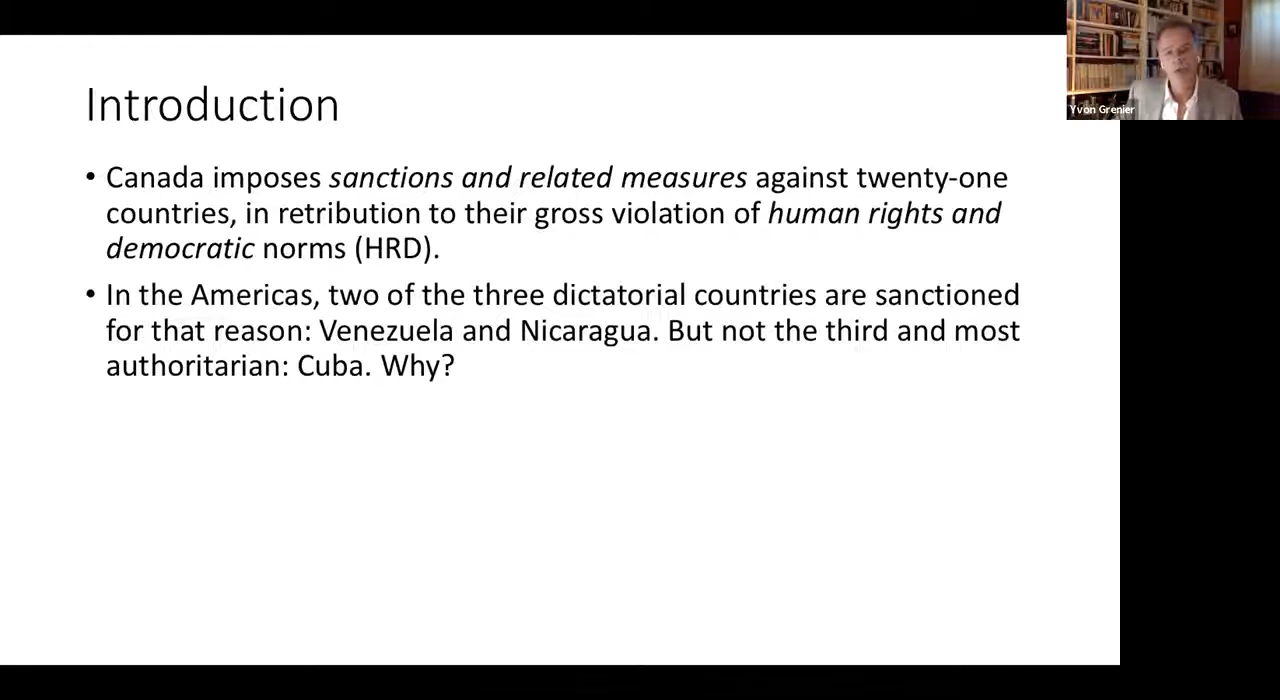 Introduction
• Canada imposes sanctions and related measures against twenty-one
countries, in retribution to their gross violation of human rights and
democratic norms (HRD).
• In the Americas, two of the three dictatorial countries are sanctioned
for that reason: Venezuela and Nicaragua. But not the third and most
authoritarian: Cuba. Why?
Yvon Grenier